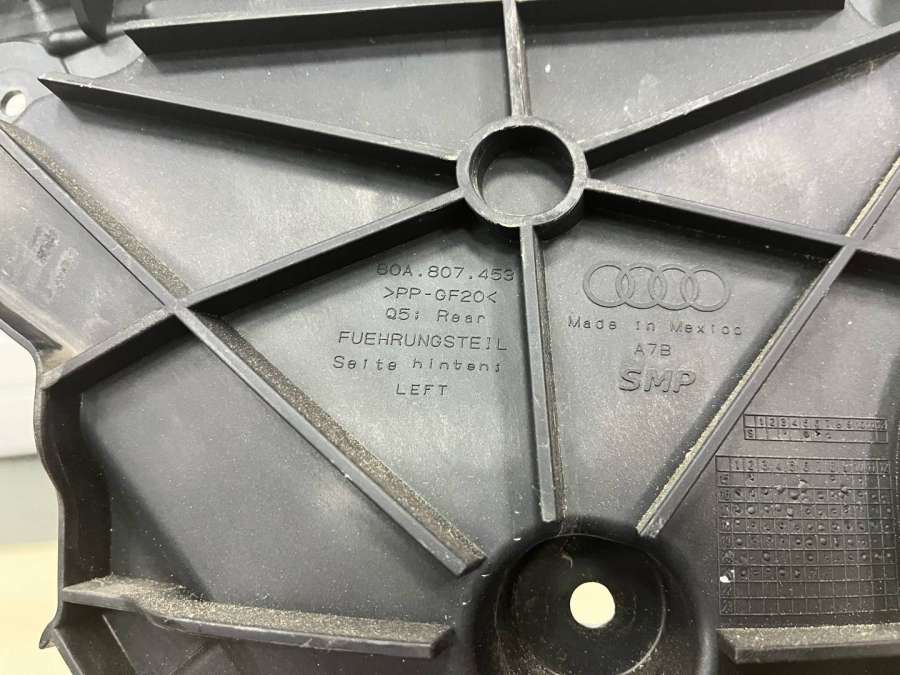 80A.807.453
>PP-GF20<
Q5; Rear
FUEHRUNGSTEIL
Seite hinten;
LEFT
Made in Mexico
A7B
SMP